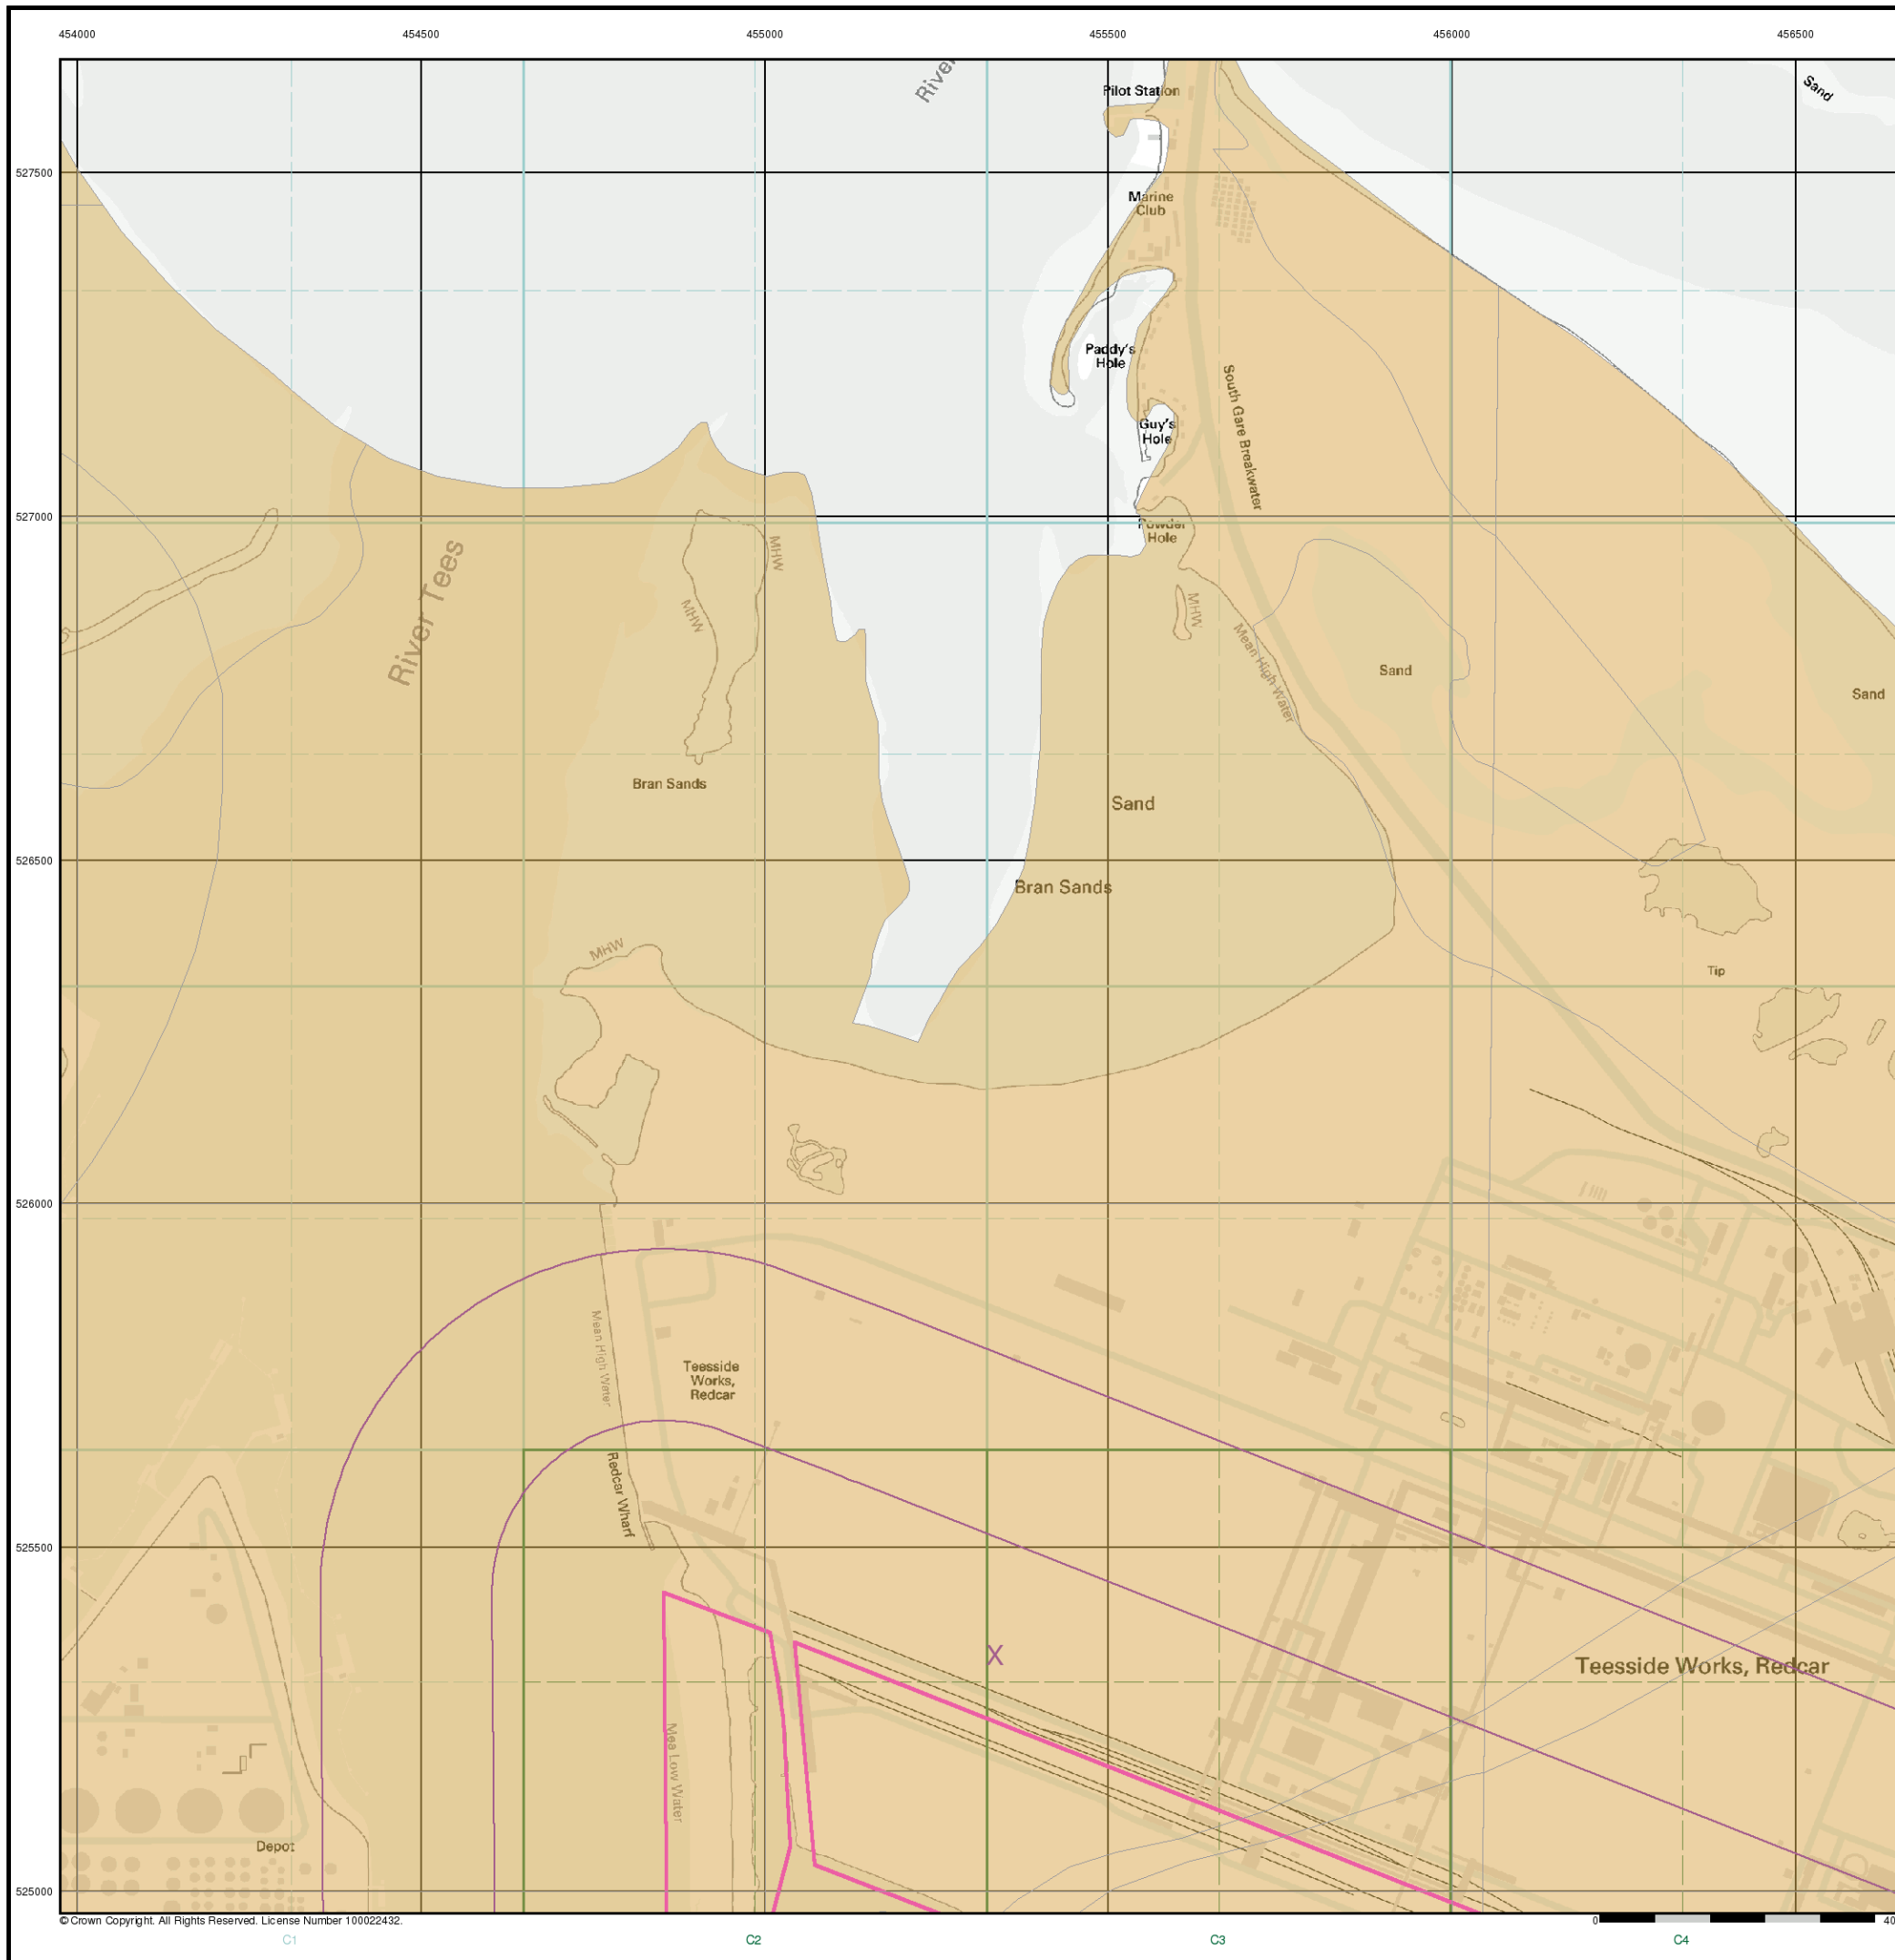 454000 454500 455000 455500 456000 456500
River
Pilot Station
Sand
527500
Marine
Club
Paddy's
Hole
South Gare Breakwater
Guy's
Hole
527000
Powder
Hole
River Tees
MHW
MHW
MHW
Mean High Water
Sand
Sand
Bran Sands
Sand
526500
Bran Sands
MHW
Tip
526000
Mean High Water
Teesside
Works,
Redcar
Redcar Wharf
525500
X
Teesside Works, Redcar
Mea Low Water
Depot
525000
© Crown Copyright. All Rights Reserved. License Number 100022432.
0 40
C1 C2 C3 C4